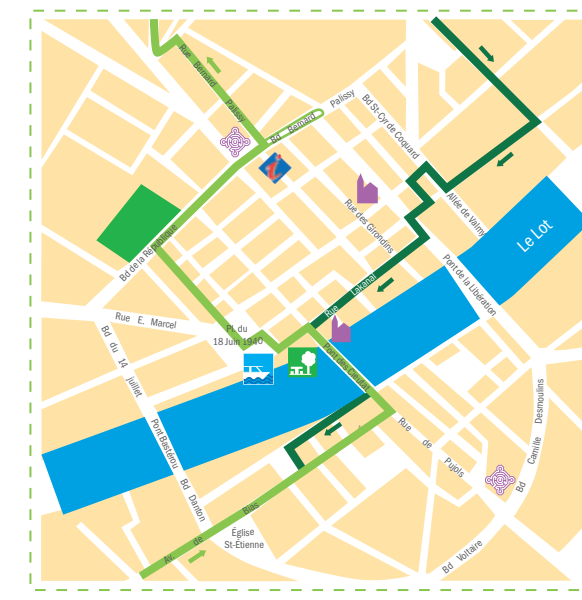 Rue Bernard Palissy
Bd Bernard Palissy
Bd St-Cyr de Coquard
i
Allée de Valmy
Rue des Girondins
Le Lot
Bd de la République
Pont de la Libération
Rue Lakanal
Rue E. Marcel
Pl. du
18 Juin 1940
Bd du 14 juillet
Pont des Cieutat
Bd Camille Desmoulins
Rue de Pujols
Pont Bastérou
Bd Danton
Av. de Bias
Église
St-Étienne
Bd Voltaire